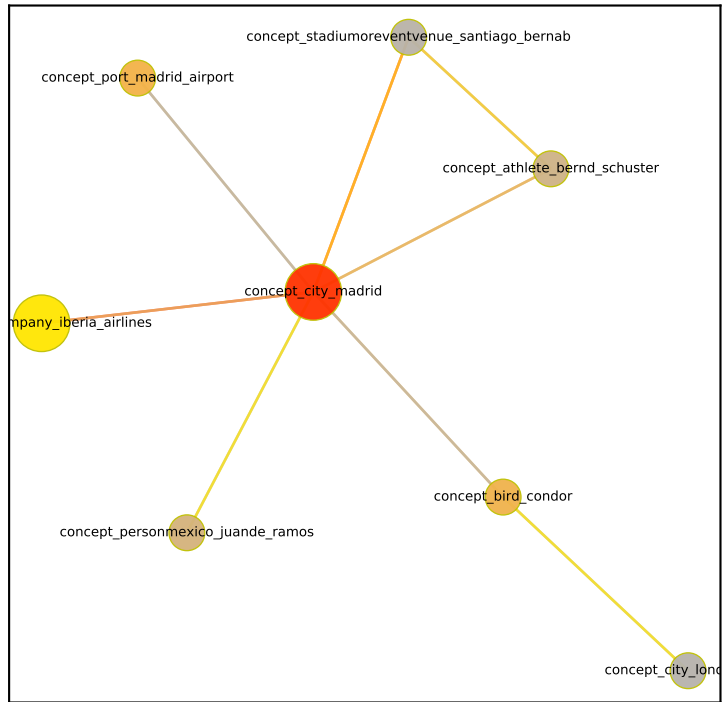 concept_stadiumoreventvenue_santiago_bernab
concept_port_madrid_airport
concept_athlete_bernd_schuster
concept_city_madrid
mpany_iberia_airlines
concept_bird_condor
concept_personmexico_juande_ramos
concept_city_lond